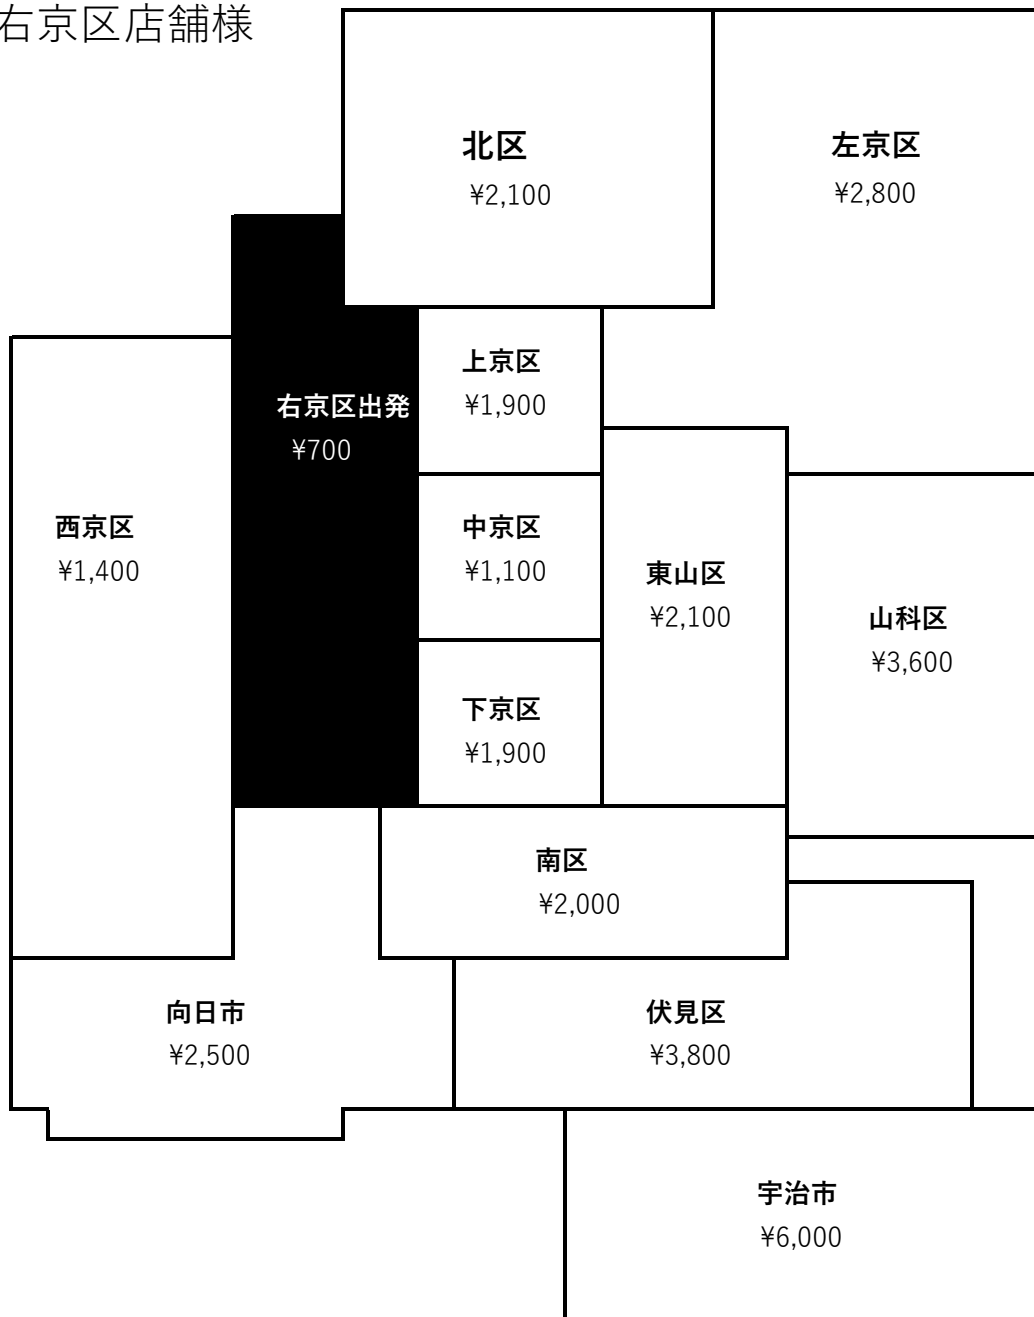 右京区店舗様
北区
¥2,100
左京区
¥2,800
上京区
¥1,900
右京区出発
¥700
西京区
¥1,400
中京区
¥1,100
東山区
¥2,100
山科区
¥3,600
下京区
¥1,900
南区
¥2,000
向日市
¥2,500
伏見区
¥3,800
宇治市
¥6,000